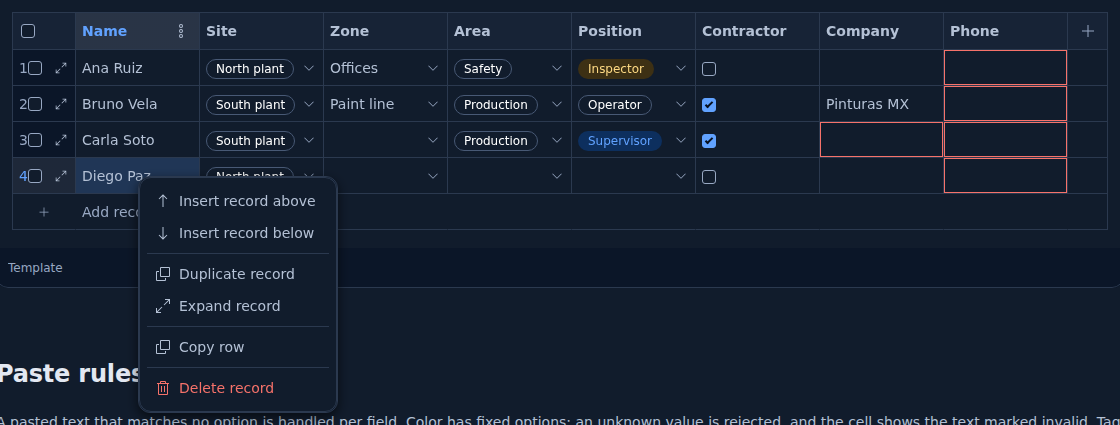 Name Site Zone Area Position Contractor Company Phone
1 Ana Ruiz North plant Offices Safety Inspector
2 Bruno Vela South plant Paint line Production Operator Pinturas MX
3 Carla Soto South plant Production Supervisor
4 Diego Paz North plant
Add
Template
Insert record above
Insert record below
Duplicate record
Expand record
Copy row
Delete record
Paste rules
A pasted text that matches no option is handled per field. Color has fixed options: an unknown value is rejected, and the cell shows the text marked invalid.